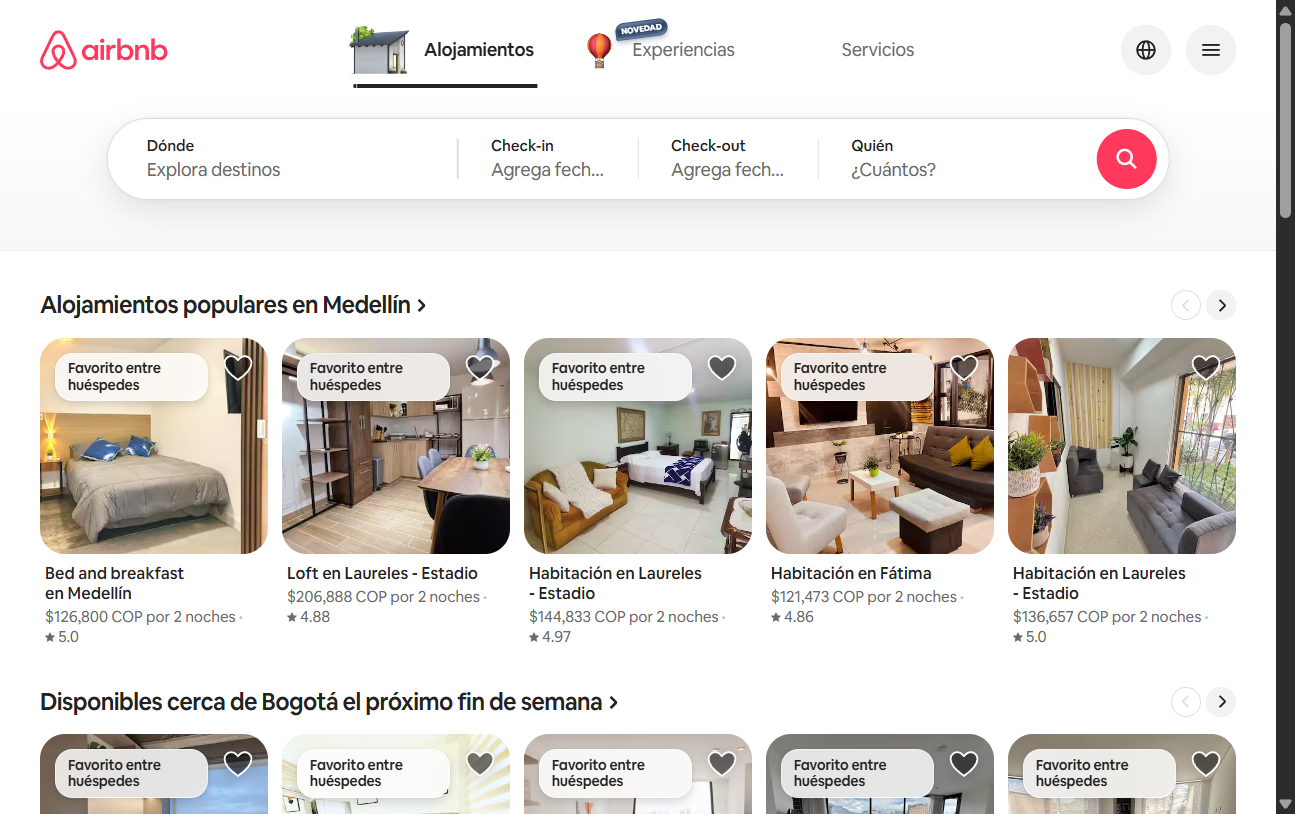 airbnb
Alojamientos
NOVEDAD
Experiencias
Servicios
Dónde
Explora destinos
Check-in
Agrega fech...
Check-out
Agrega fech...
Quién
¿Cuántos?
Alojamientos populares en Medellín
Favorito entre
huéspedes
Favorito entre
huéspedes
Favorito entre
huéspedes
Favorito entre
huéspedes
Bed and breakfast
en Medellín
$126,800 COP por 2 noches ·
★ 5.0
Loft en Laureles - Estadio
$206,888 COP por 2 noches ·
★ 4.88
Habitación en Laureles
- Estadio
$144,833 COP por 2 noches ·
★ 4.97
Habitación en Fátima
$121,473 COP por 2 noches ·
★ 4.86
Habitación en Laureles
- Estadio
$136,657 COP por 2 noches ·
★ 5.0
Disponibles cerca de Bogotá el próximo fin de semana
Favorito entre
huéspedes
Favorito entre
huéspedes
Favorito entre
huéspedes
Favorito entre
huéspedes
Favorito entre
huéspedes